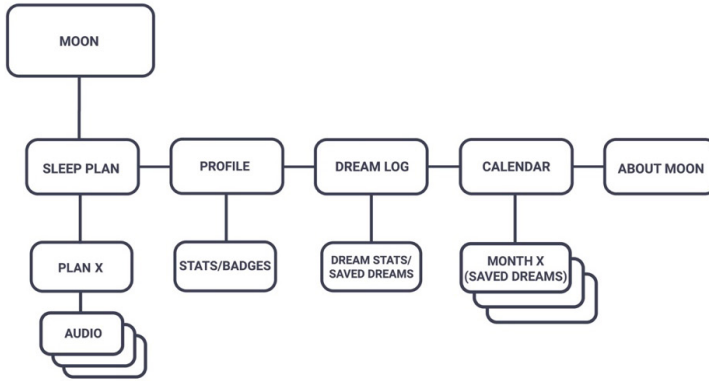 MOON
SLEEP PLAN
PROFILE
DREAM LOG
CALENDAR
ABOUT MOON
PLAN X
STATS/BADGES
DREAM STATS/
SAVED DREAMS
MONTH X
(SAVED DREAMS)
AUDIO